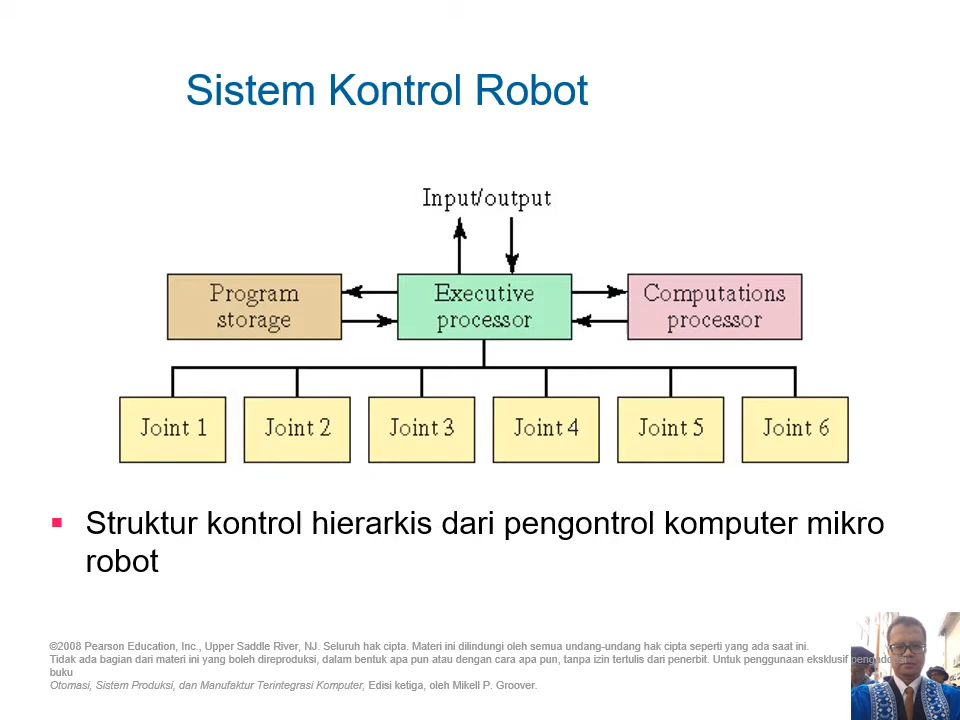 Sistem Kontrol Robot
Input/output
Program
storage
Executive
processor
Computations
processor
Joint 1
Joint 2
Joint 3
Joint 4
Joint 5
Joint 6
Struktur kontrol hierarkis dari pengontrol komputer mikro
robot
©2008 Pearson Education, Inc., Upper Saddle River, NJ. Seluruh hak cipta. Materi ini dilindungi oleh semua undang-undang hak cipta seperti yang ada saat ini.
Tidak ada bagian dari materi ini yang boleh direproduksi, dalam bentuk apa pun atau dengan cara apa pun, tanpa izin tertulis dari penerbit. Untuk penggunaan eksklusif
buku
Otomasi, Sistem Produksi, dan Manufaktur Terintegrasi Komputer, Edisi ketiga, oleh Mikell P. Groover.